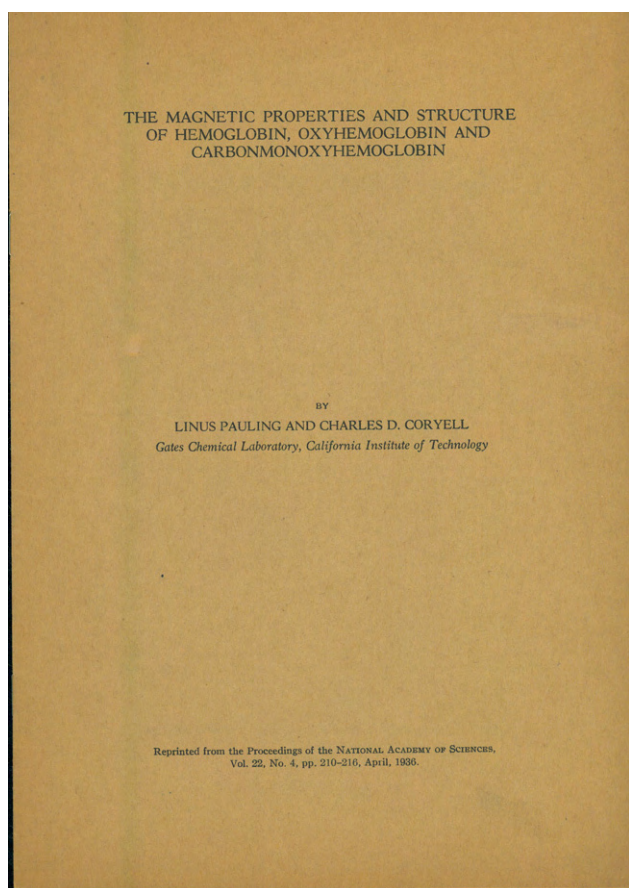 THE MAGNETIC PROPERTIES AND STRUCTURE
OF HEMOGLOBIN, OXYHEMOGLOBIN AND
CARBONMONOXYHEMOGLOBIN
BY
LINUS PAULING AND CHARLES D. CORYELL
Gates Chemical Laboratory, California Institute of Technology
Reprinted from the Proceedings of the NATIONAL ACADEMY OF SCIENCES,
Vol. 22, No. 4, pp. 210–216, April, 1936.